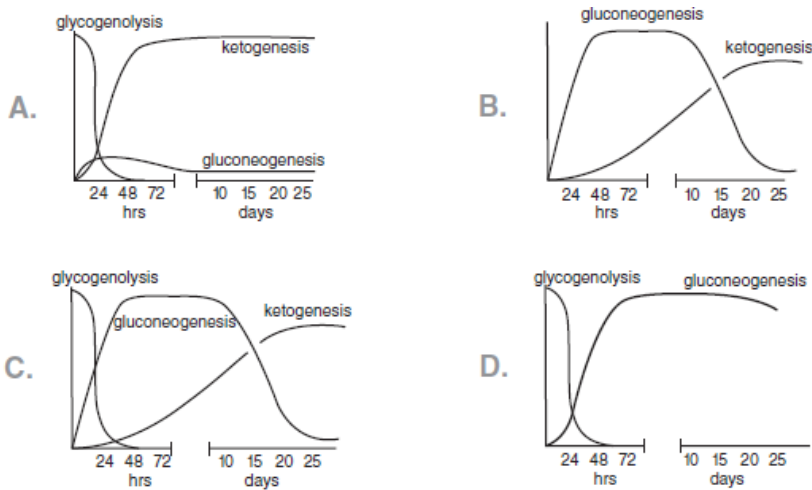 A.
glycogenolysis
ketogenesis
gluconeogenesis
24 48 72
hrs
10 15 20 25
days
B.
gluconeogenesis
ketogenesis
24 48 72
hrs
10 15 20 25
days
C.
glycogenolysis
gluconeogenesis
ketogenesis
24 48 72
hrs
10 15 20 25
days
D.
glycogenolysis
gluconeogenesis
24 48 72
hrs
10 15 20 25
days